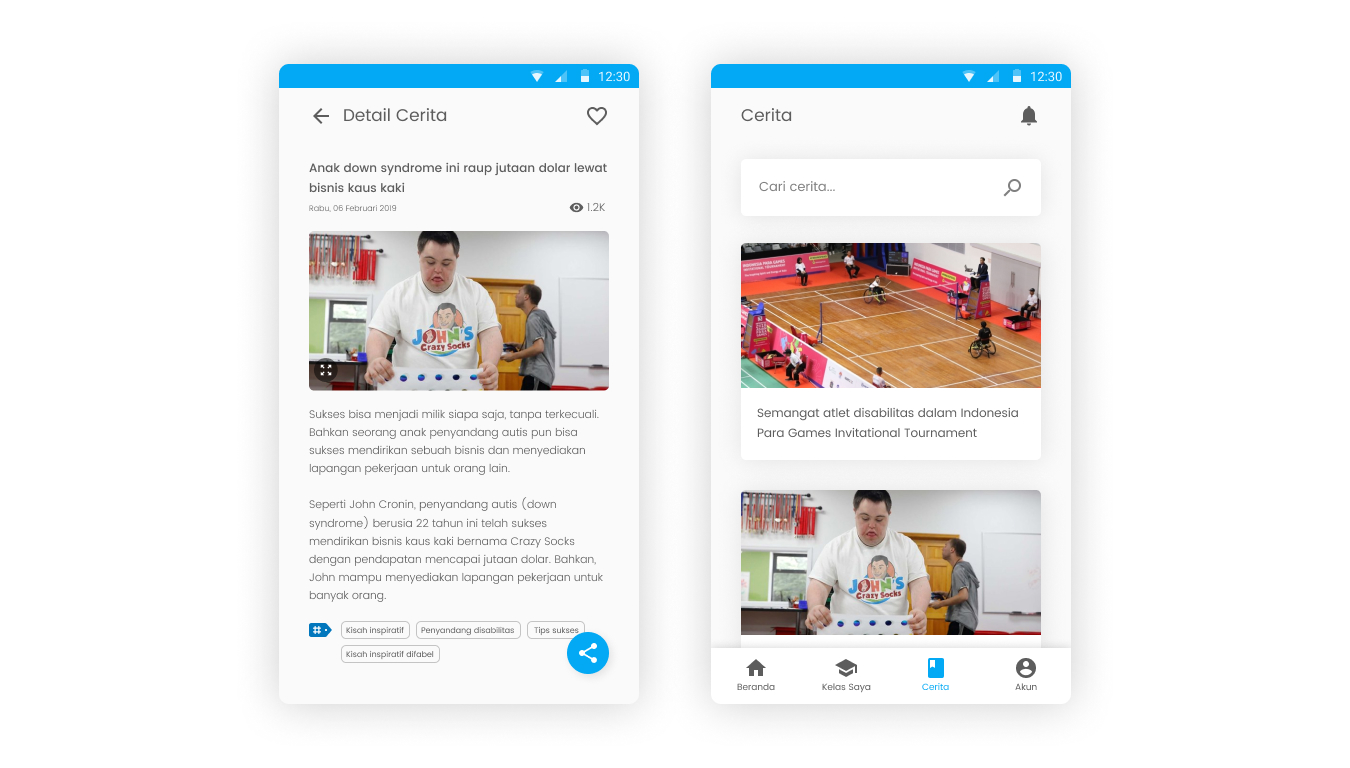 12:30
Detail Cerita
Anak down syndrome ini raup jutaan dolar lewat
bisnis kaus kaki
Rabu, 06 Februari 2019
1.2K
JOHN'S
Crazy Socks
Sukses bisa menjadi milik siapa saja, tanpa terkecuali.
Bahkan seorang anak penyandang autis pun bisa
sukses mendirikan sebuah bisnis dan menyediakan
lapangan pekerjaan untuk orang lain.
Seperti John Cronin, penyandang autis (down
syndrome) berusia 22 tahun ini telah sukses
mendirikan bisnis kaus kaki bernama Crazy Socks
dengan pendapatan mencapai jutaan dolar. Bahkan,
John mampu menyediakan lapangan pekerjaan untuk
banyak orang.
#
Kisah inspiratif
Penyandang disabilitas
Tips sukses
Kisah inspiratif difabel
12:30
Cerita
Cari cerita...
INDONESIA PARA GAMES
INVITATIONAL TOURNAMENT
Semangat atlet disabilitas dalam Indonesia
Para Games Invitational Tournament
JOHN'S
Crazy Socks
Beranda
Kelas Saya
Cerita
Akun